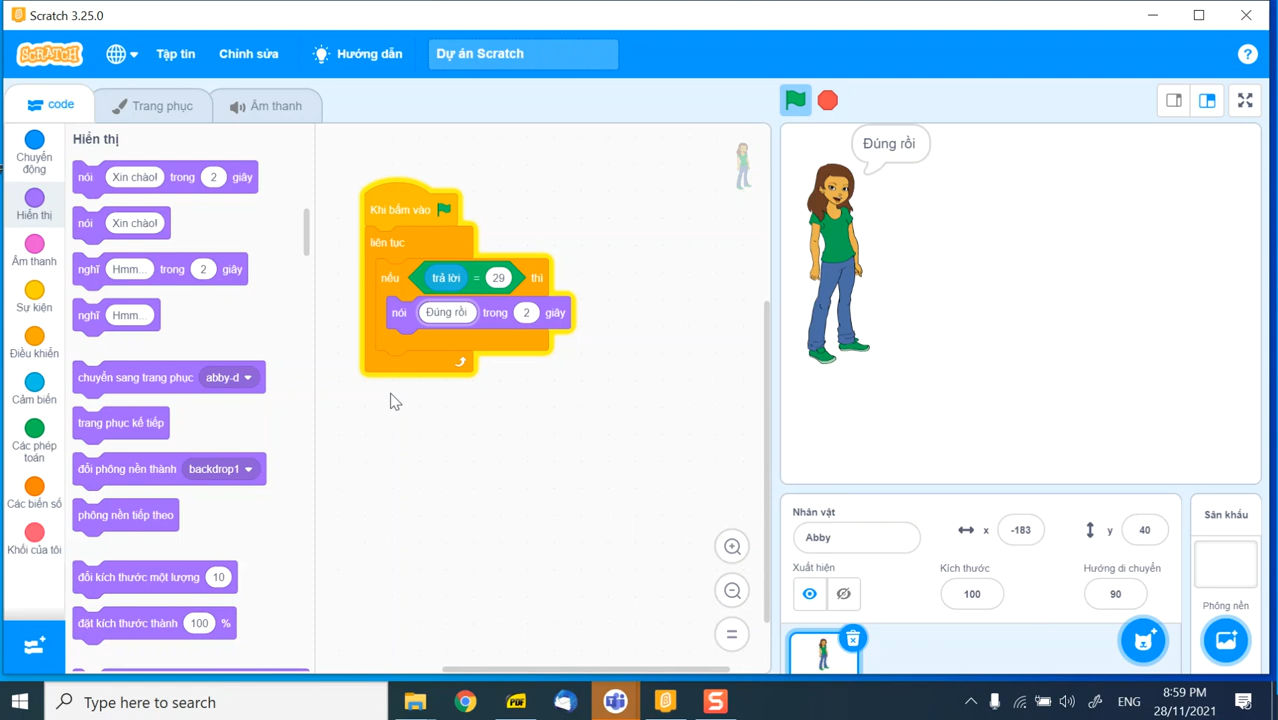 Scratch 3.25.0
SCRATCH
Tập tin
Chỉnh sửa
Hướng dẫn
Dự án Scratch
?
code
Trang phục
Âm thanh
Chuyển động
Hiển thị
Âm thanh
Sự kiện
Điều khiển
Cảm biến
Các phép toán
Các biến số
Khối của tôi
Hiển thị
nói Xin chào! trong 2 giây
nói Xin chào!
nghĩ Hmm... trong 2 giây
nghĩ Hmm...
chuyển sang trang phục abby-d
trang phục kế tiếp
đổi phông nền thành backdrop1
phông nền tiếp theo
đổi kích thước một lượng 10
đặt kích thước thành 100 %
Khi bấm vào
liên tục
nếu trả lời = 29 thì
nói Đúng rồi trong 2 giây
Đúng rồi
Nhân vật
Abby
x -183
y 40
Xuất hiện
Kích thước
100
Hướng di chuyển
90
Sân khấu
Phông nền
Type here to search
PDF
S
ENG
8:59 PM
28/11/2021